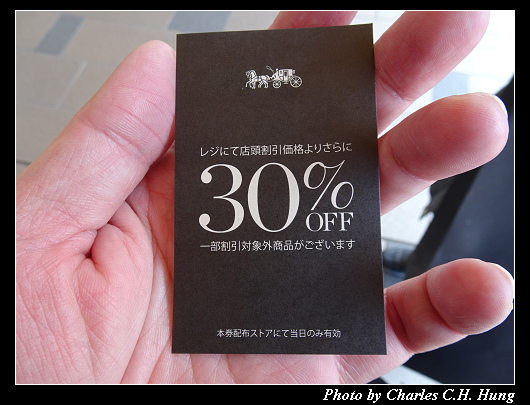 レジにて店頭割引価格よりさらに
30% OFF
一部割引対象外商品がございます
本券配布ストアにて当日のみ有効
Photo by Charles C.H. Hung